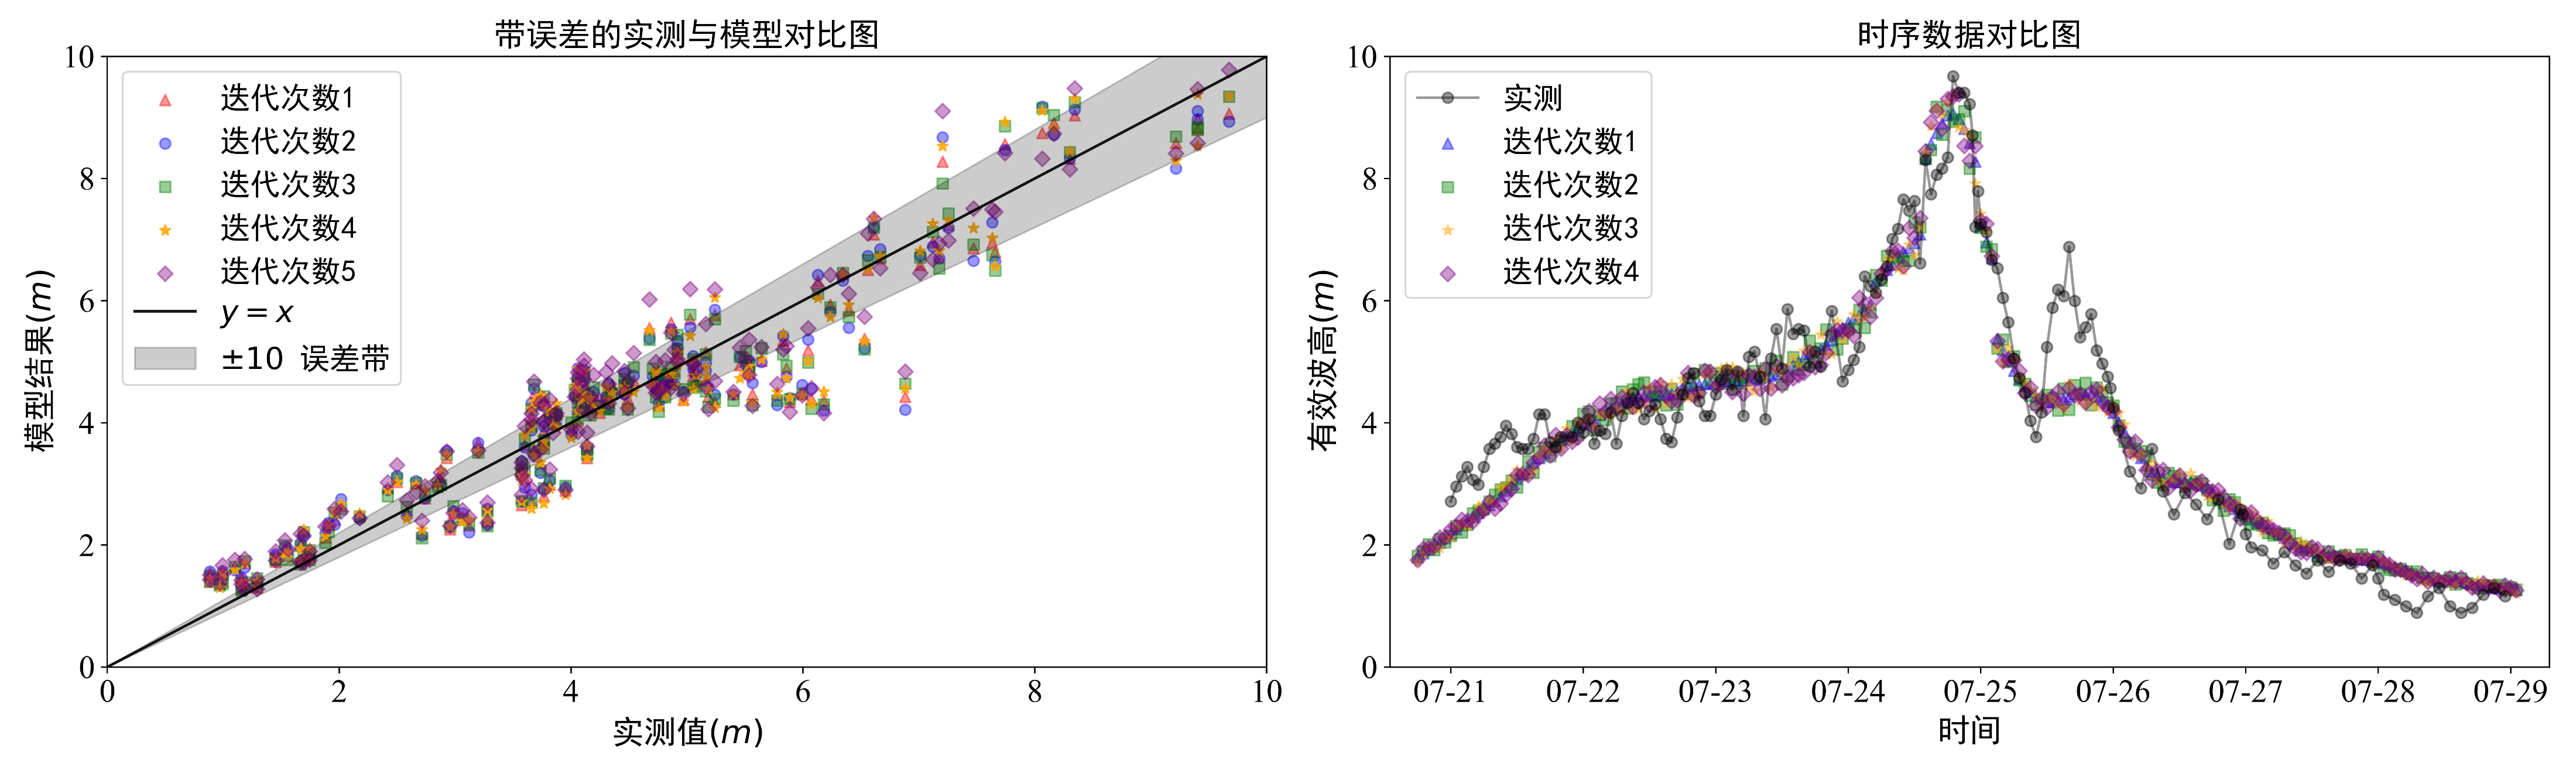 带误差的实测与模型对比图
10
8
6
4
2
0
模型结果(m)
迭代次数1
迭代次数2
迭代次数3
迭代次数4
迭代次数5
y = x
±10 误差带
0 2 4 6 8 10
实测值(m)
时序数据对比图
10
8
6
4
2
0
有效波高(m)
实测
迭代次数1
迭代次数2
迭代次数3
迭代次数4
07-21 07-22 07-23 07-24 07-25 07-26 07-27 07-28 07-29
时间